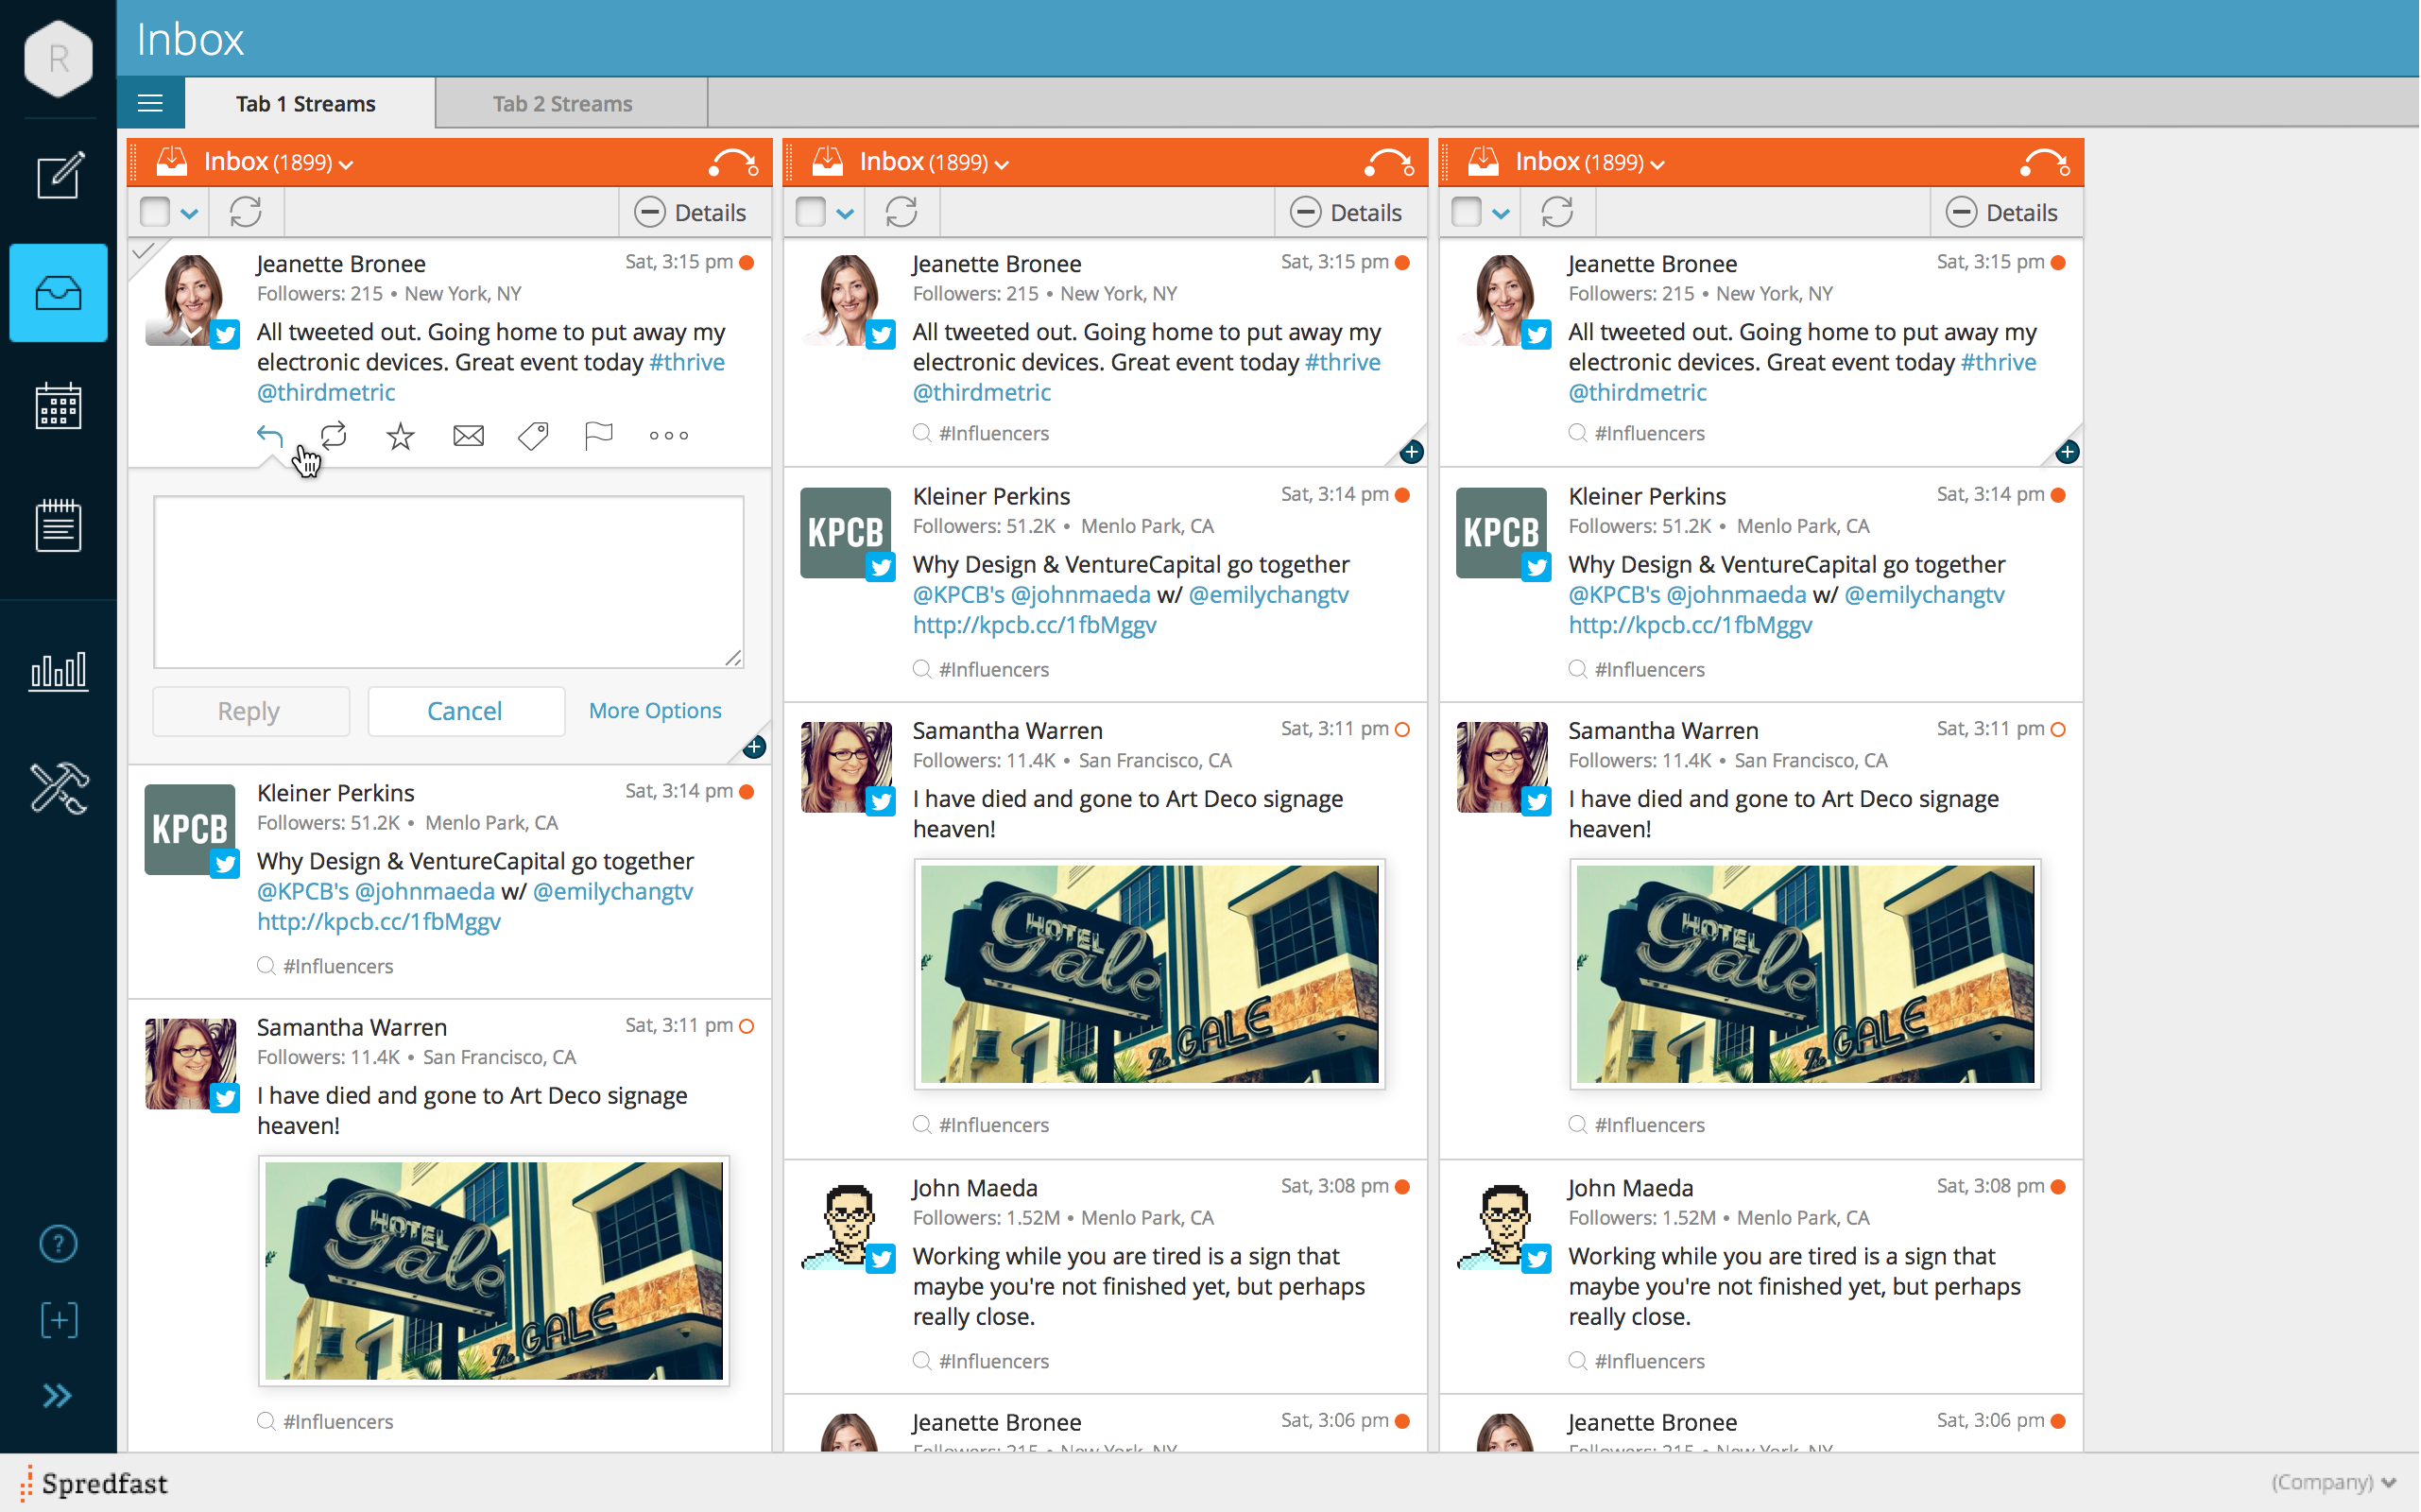 R
Inbox
Tab 1 Streams
Tab 2 Streams
Inbox (1899)
Details
Jeanette Bronee
Sat, 3:15 pm
Followers: 215 • New York, NY
All tweeted out. Going home to put away my
electronic devices. Great event today #thrive
@thirdmetric
Reply
Cancel
More Options
KPCB
Kleiner Perkins
Sat, 3:14 pm
Followers: 51.2K • Menlo Park, CA
Why Design & VentureCapital go together
@KPCB's @johnmaeda w/ @emilychangtv
http://kpcb.cc/1fbMggv
#Influencers
Samantha Warren
Sat, 3:11 pm
Followers: 11.4K • San Francisco, CA
I have died and gone to Art Deco signage
heaven!
HOTEL
Gale
The GALE
#Influencers
Inbox (1899)
Details
Jeanette Bronee
Sat, 3:15 pm
Followers: 215 • New York, NY
All tweeted out. Going home to put away my
electronic devices. Great event today #thrive
@thirdmetric
#Influencers
KPCB
Kleiner Perkins
Sat, 3:14 pm
Followers: 51.2K • Menlo Park, CA
Why Design & VentureCapital go together
@KPCB's @johnmaeda w/ @emilychangtv
http://kpcb.cc/1fbMggv
#Influencers
Samantha Warren
Sat, 3:11 pm
Followers: 11.4K • San Francisco, CA
I have died and gone to Art Deco signage
heaven!
HOTEL
Gale
The GALE
#Influencers
John Maeda
Sat, 3:08 pm
Followers: 1.52M • Menlo Park, CA
Working while you are tired is a sign that
maybe you're not finished yet, but perhaps
really close.
#Influencers
Jeanette Bronee
Sat, 3:06 pm
Followers: 215 • New York, NY
Inbox (1899)
Details
Jeanette Bronee
Sat, 3:15 pm
Followers: 215 • New York, NY
All tweeted out. Going home to put away my
electronic devices. Great event today #thrive
@thirdmetric
#Influencers
KPCB
Kleiner Perkins
Sat, 3:14 pm
Followers: 51.2K • Menlo Park, CA
Why Design & VentureCapital go together
@KPCB's @johnmaeda w/ @emilychangtv
http://kpcb.cc/1fbMggv
#Influencers
Samantha Warren
Sat, 3:11 pm
Followers: 11.4K • San Francisco, CA
I have died and gone to Art Deco signage
heaven!
HOTEL
Gale
The GALE
#Influencers
John Maeda
Sat, 3:08 pm
Followers: 1.52M • Menlo Park, CA
Working while you are tired is a sign that
maybe you're not finished yet, but perhaps
really close.
#Influencers
Jeanette Bronee
Sat, 3:06 pm
Followers: 215 • New York, NY
Spredfast
(Company)